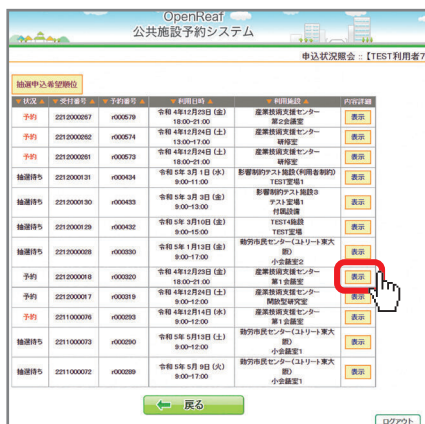 OpenReaf
公共施設予約システム
申込状況照会 :: 【TEST利用者7
抽選申込希望順位
▼ 状況 ▲ ▼ 受付番号 ▲ ▼ 予約番号 ▲ ▼ 利用日時 ▲ ▼ 利用施設 ▲ 内容詳細
予約 2212000267 r000579 令和 4年12月23日 (金) 18:00~21:00 産業技術支援センター 第2会議室 表示
予約 2212000262 r000574 令和 4年12月24日 (土) 13:00~17:00 産業技術支援センター 研修室 表示
予約 2212000261 r000573 令和 4年12月24日 (土) 18:00~21:00 産業技術支援センター 研修室 表示
抽選待ち 2212000131 r000434 令和 5年 3月 1日 (水) 9:00~11:00 影響制約テスト施設(利用者制約) TEST室場1 表示
抽選待ち 2212000130 r000433 令和 5年 3月 3日 (金) 9:00~13:00 影響制約テスト施設3 テスト室場1 付属設備 表示
抽選待ち 2212000129 r000432 令和 5年 3月10日 (金) 9:00~15:00 TEST4施設 TEST室場 表示
抽選待ち 2212000028 r000330 令和 5年 1月13日 (金) 9:00~17:00 勤労市民センター(ユトリート東大阪) 小会議室2 表示
予約 2212000018 r000320 令和 4年12月23日 (金) 18:00~21:00 産業技術支援センター 第1会議室 表示
予約 2212000017 r000319 令和 4年12月24日 (土) 9:00~12:00 産業技術支援センター 開放型研究室 表示
予約 2211000076 r000293 令和 4年12月14日 (水) 9:00~12:00 産業技術支援センター 第1会議室 表示
抽選待ち 2211000073 r000290 令和 5年 5月13日 (土) 9:00~12:00 勤労市民センター(ユトリート東大阪) 小会議室1 表示
抽選待ち 2211000072 r000289 令和 5年 5月 9日 (火) 9:00~17:00 勤労市民センター(ユトリート東大阪) 小会議室1 表示
戻る
ログアウト